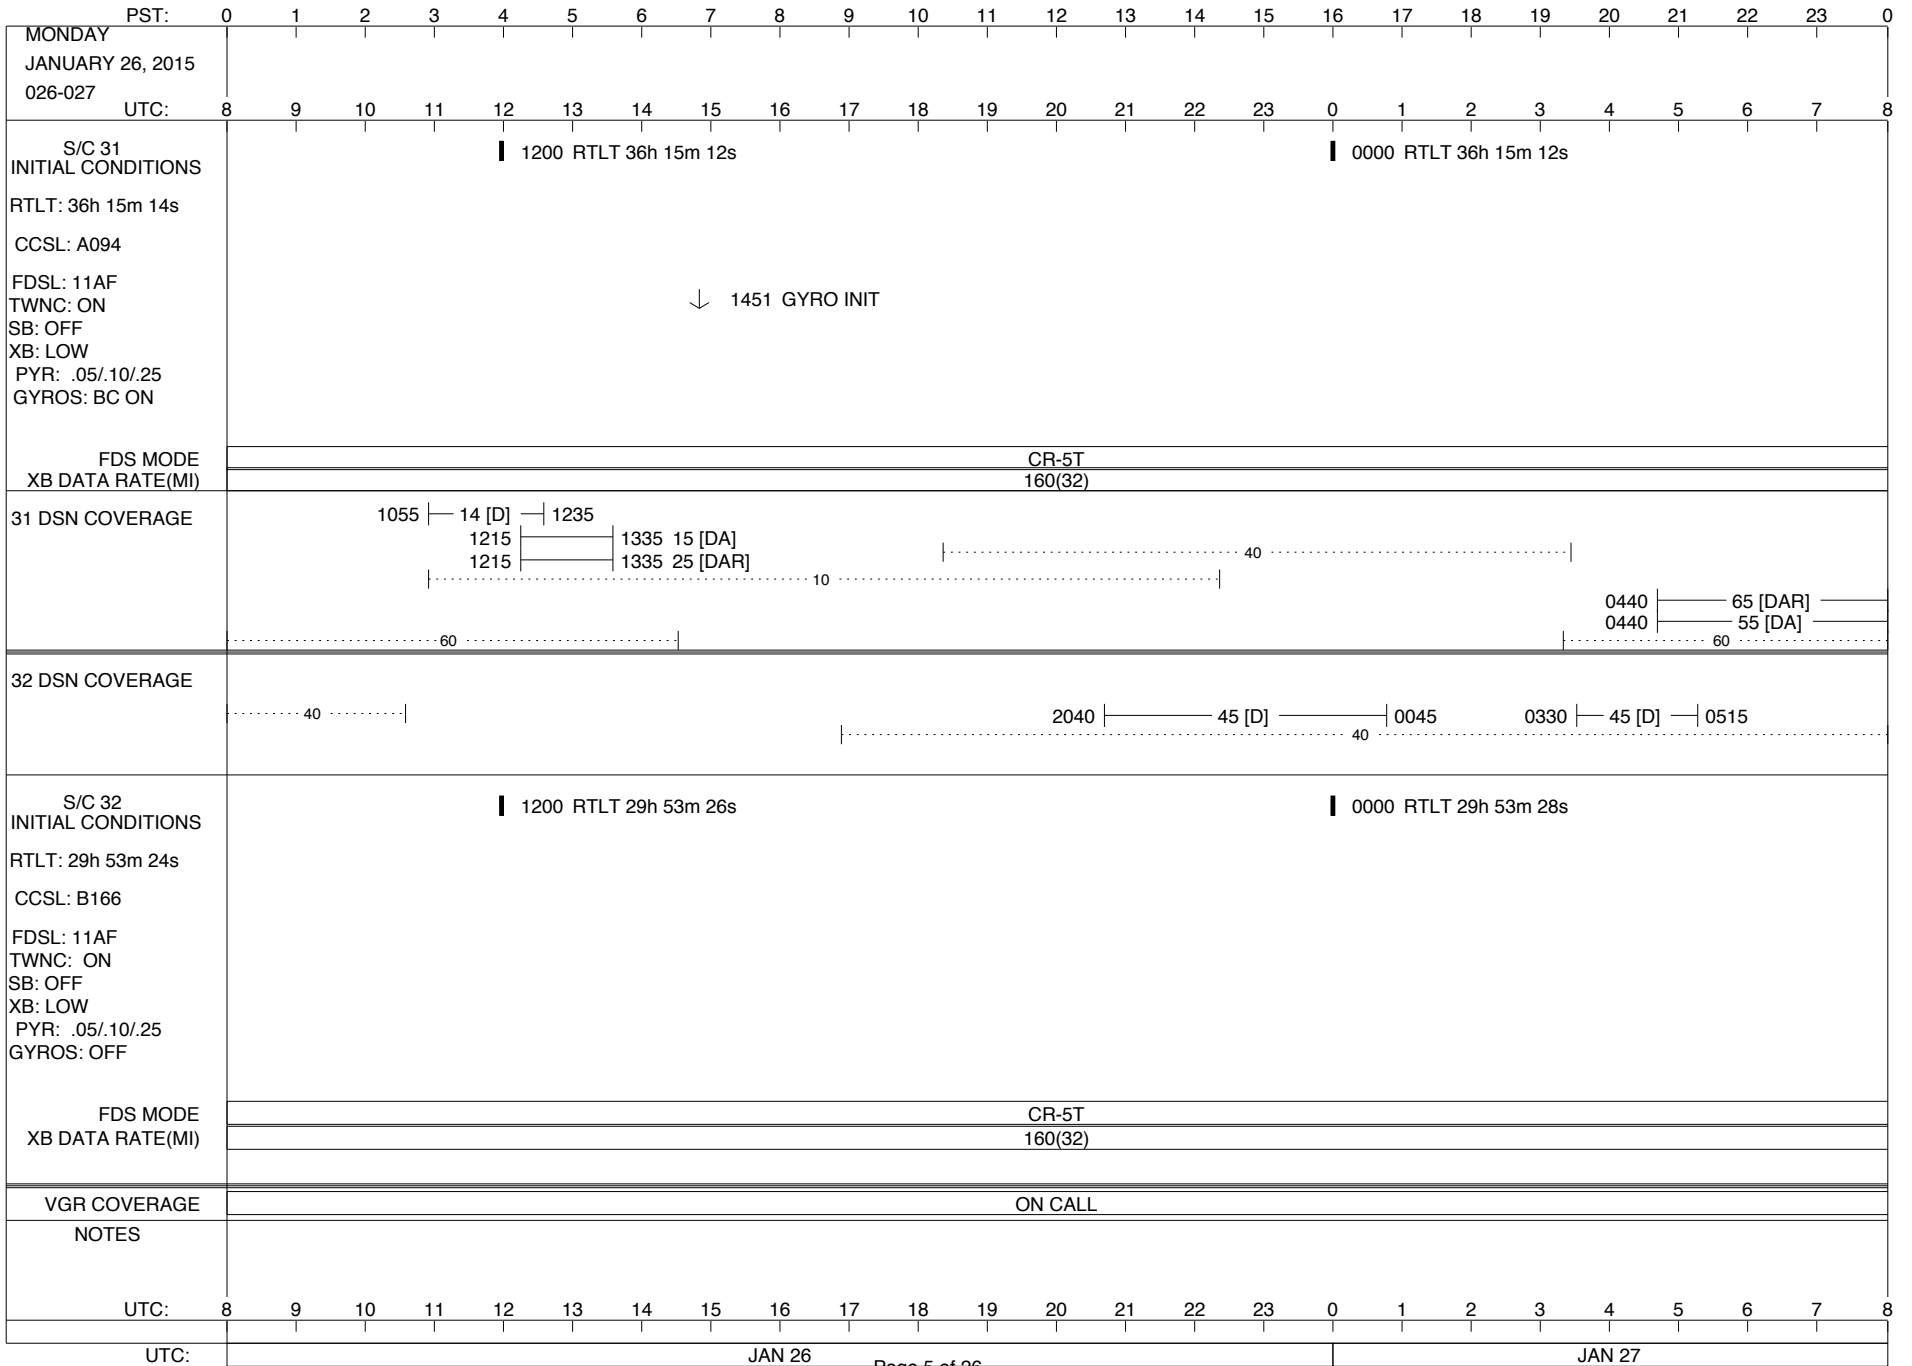 PST: 0 1 2 3 4 5 6 7 8 9 10 11 12 13 14 15 16 17 18 19 20 21 22 23 0
MONDAY
JANUARY 26, 2015
026-027
UTC: 8 9 10 11 12 13 14 15 16 17 18 19 20 21 22 23 0 1 2 3 4 5 6 7 8
S/C 31
INITIAL CONDITIONS
1200 RTLT 36h 15m 12s
0000 RTLT 36h 15m 12s
RTLT: 36h 15m 14s
CCSL: A094
FDSL: 11AF
TWNC: ON
1451 GYRO INIT
SB: OFF
XB: LOW
PYR: .05/.10/.25
GYROS: BC ON
FDS MODE CR-5T
XB DATA RATE(MI) 160(32)
31 DSN COVERAGE
1055 14 [D] 1235
1215 1335 15 [DA]
1215 1335 25 [DAR]
40
10
0440 65 [DAR]
0440 55 [DA]
60 60
32 DSN COVERAGE
40
2040 45 [D] 0045 0330 45 [D] 0515
40
S/C 32
INITIAL CONDITIONS
1200 RTLT 29h 53m 26s
0000 RTLT 29h 53m 28s
RTLT: 29h 53m 24s
CCSL: B166
FDSL: 11AF
TWNC: ON
SB: OFF
XB: LOW
PYR: .05/.10/.25
GYROS: OFF
FDS MODE CR-5T
XB DATA RATE(MI) 160(32)
VGR COVERAGE ON CALL
NOTES
UTC: 8 9 10 11 12 13 14 15 16 17 18 19 20 21 22 23 0 1 2 3 4 5 6 7 8
UTC: JAN 26 JAN 27
Page 5 of 26